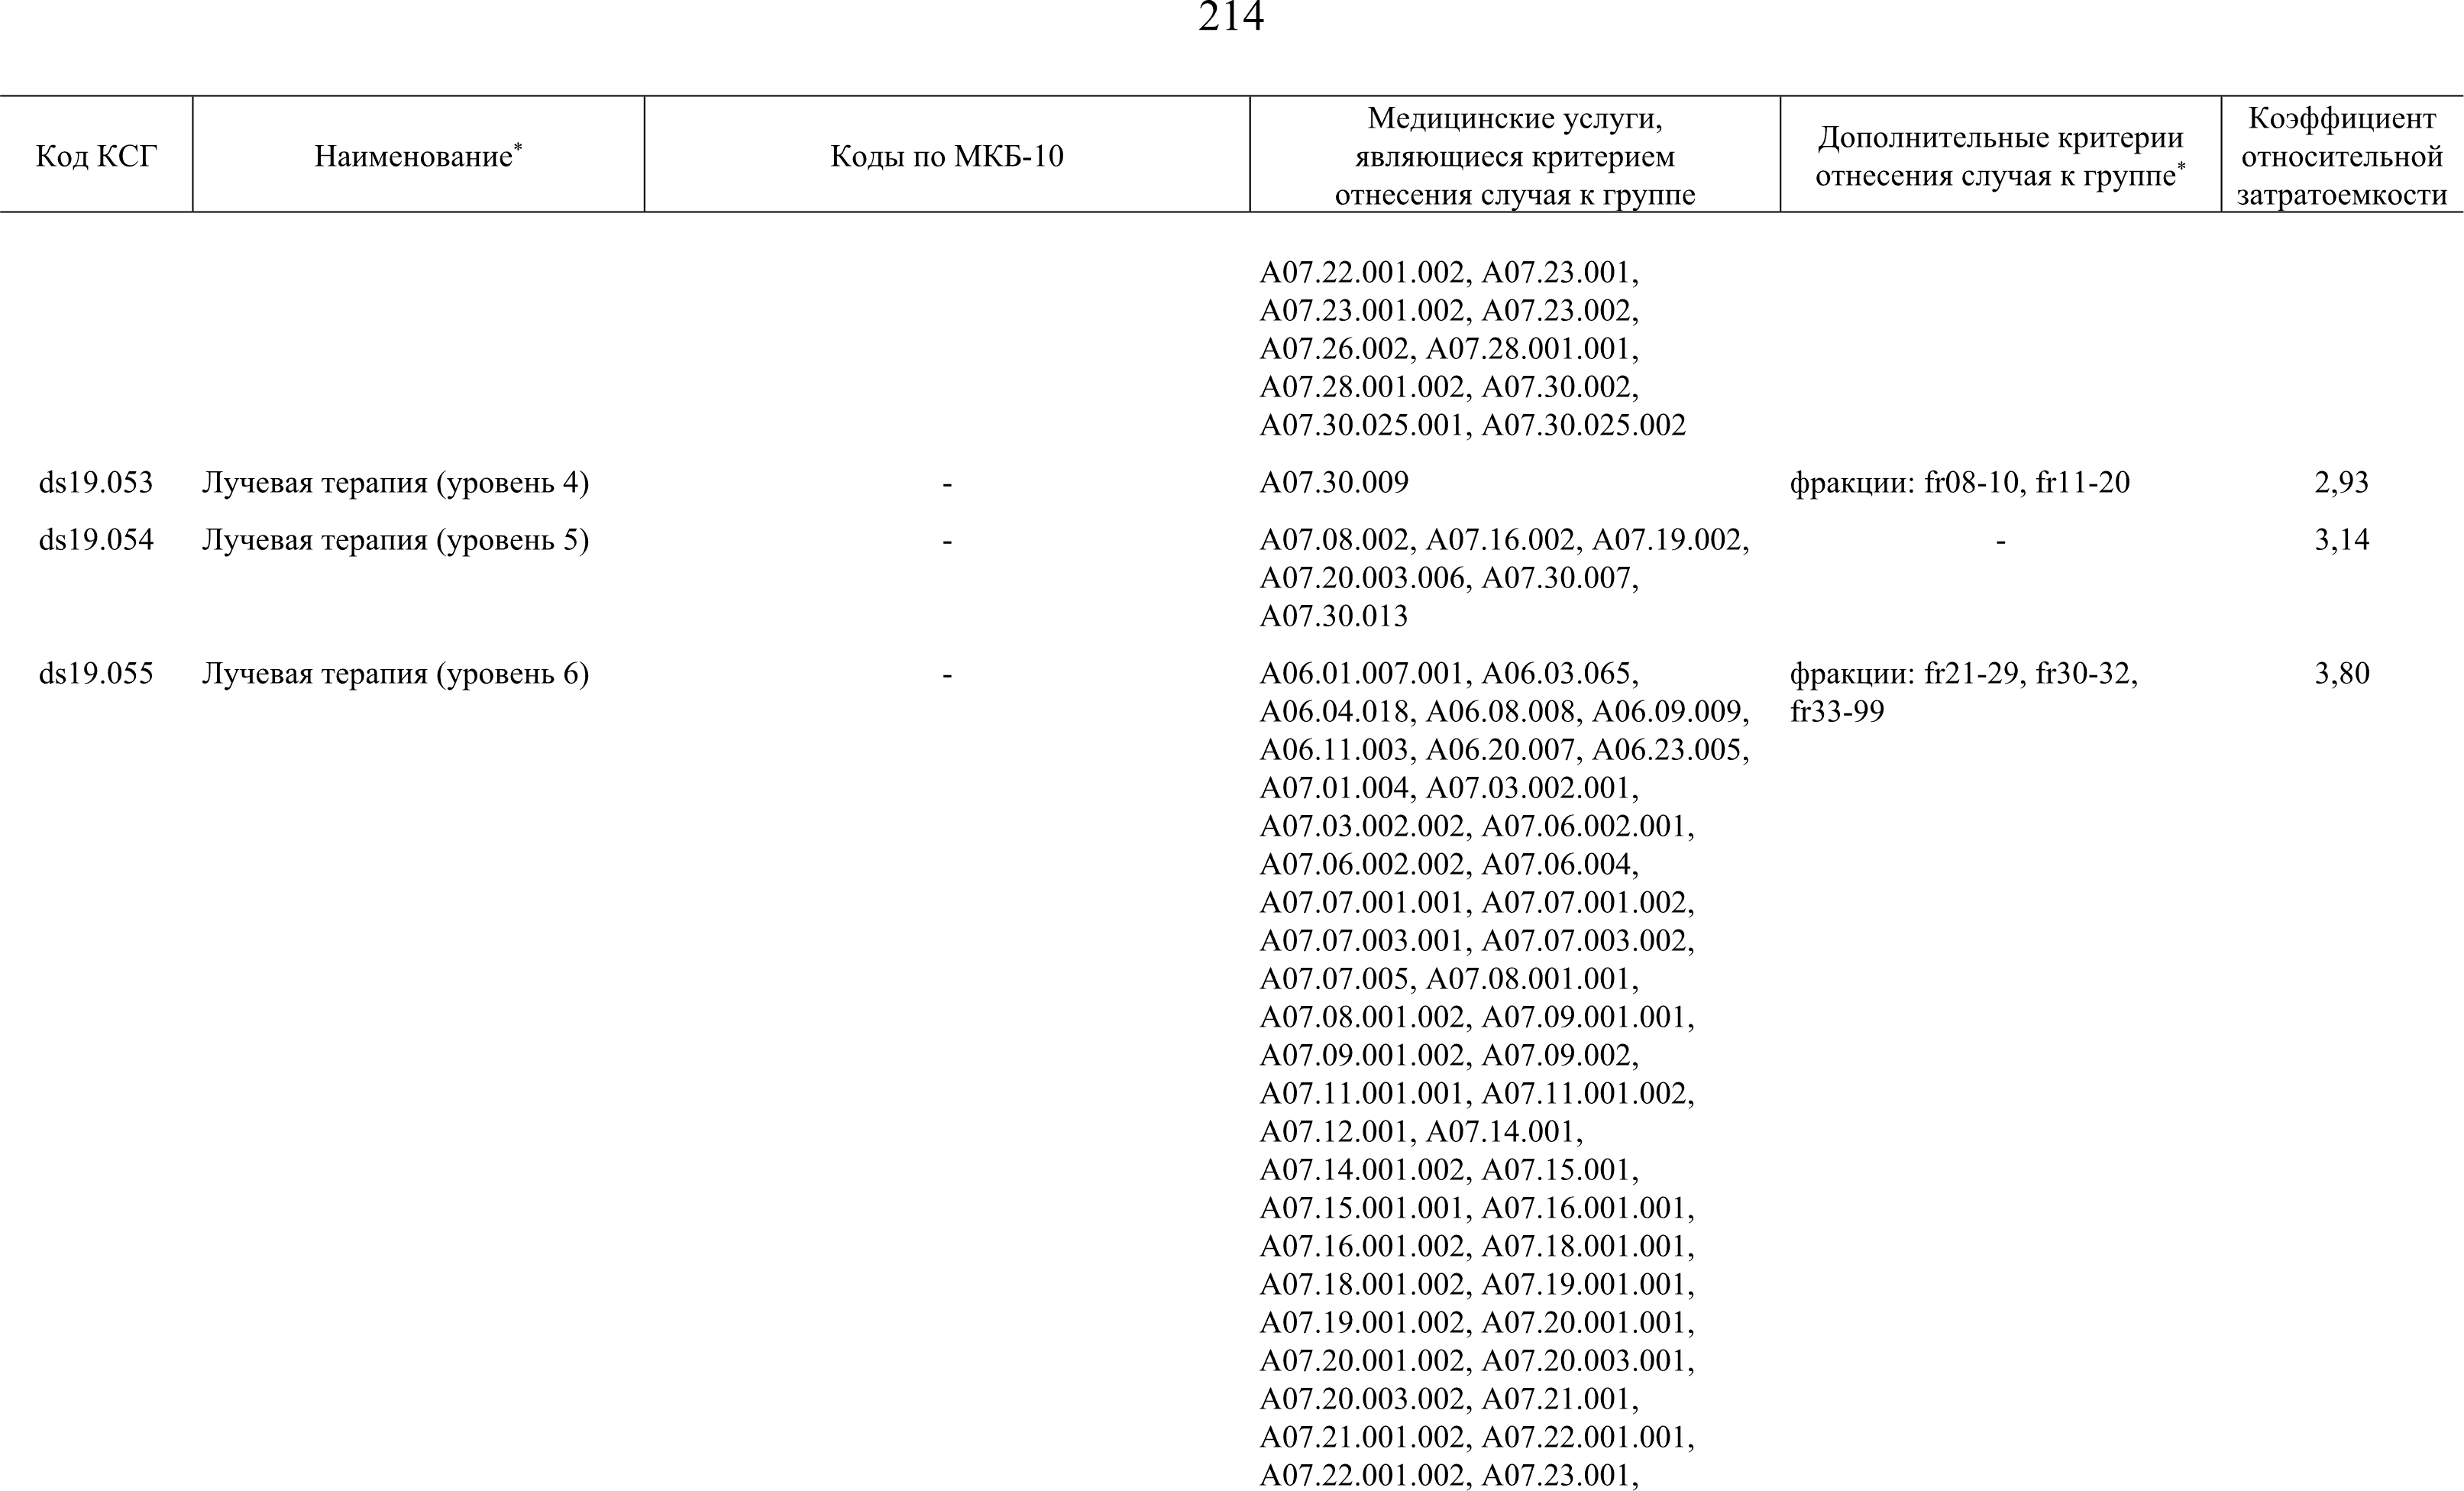 214
Код КСГ
Наименование*
Коды по МКБ-10
Медицинские услуги,
являющиеся критерием
отнесения случая к группе
Дополнительные критерии
отнесения случая к группе*
Коэффициент
относительной
затратоемкости
A07.22.001.002, A07.23.001,
A07.23.001.002, A07.23.002,
A07.26.002, A07.28.001.001,
A07.28.001.002, A07.30.002,
A07.30.025.001, A07.30.025.002
ds19.053 Лучевая терапия (уровень 4) - A07.30.009 фракции: fr08-10, fr11-20 2,93
ds19.054 Лучевая терапия (уровень 5) - A07.08.002, A07.16.002, A07.19.002, - 3,14
A07.20.003.006, A07.30.007,
A07.30.013
ds19.055 Лучевая терапия (уровень 6) - A06.01.007.001, A06.03.065, фракции: fr21-29, fr30-32, 3,80
A06.04.018, A06.08.008, A06.09.009, fr33-99
A06.11.003, A06.20.007, A06.23.005,
A07.01.004, A07.03.002.001,
A07.03.002.002, A07.06.002.001,
A07.06.002.002, A07.06.004,
A07.07.001.001, A07.07.001.002,
A07.07.003.001, A07.07.003.002,
A07.07.005, A07.08.001.001,
A07.08.001.002, A07.09.001.001,
A07.09.001.002, A07.09.002,
A07.11.001.001, A07.11.001.002,
A07.12.001, A07.14.001,
A07.14.001.002, A07.15.001,
A07.15.001.001, A07.16.001.001,
A07.16.001.002, A07.18.001.001,
A07.18.001.002, A07.19.001.001,
A07.19.001.002, A07.20.001.001,
A07.20.001.002, A07.20.003.001,
A07.20.003.002, A07.21.001,
A07.21.001.002, A07.22.001.001,
A07.22.001.002, A07.23.001,